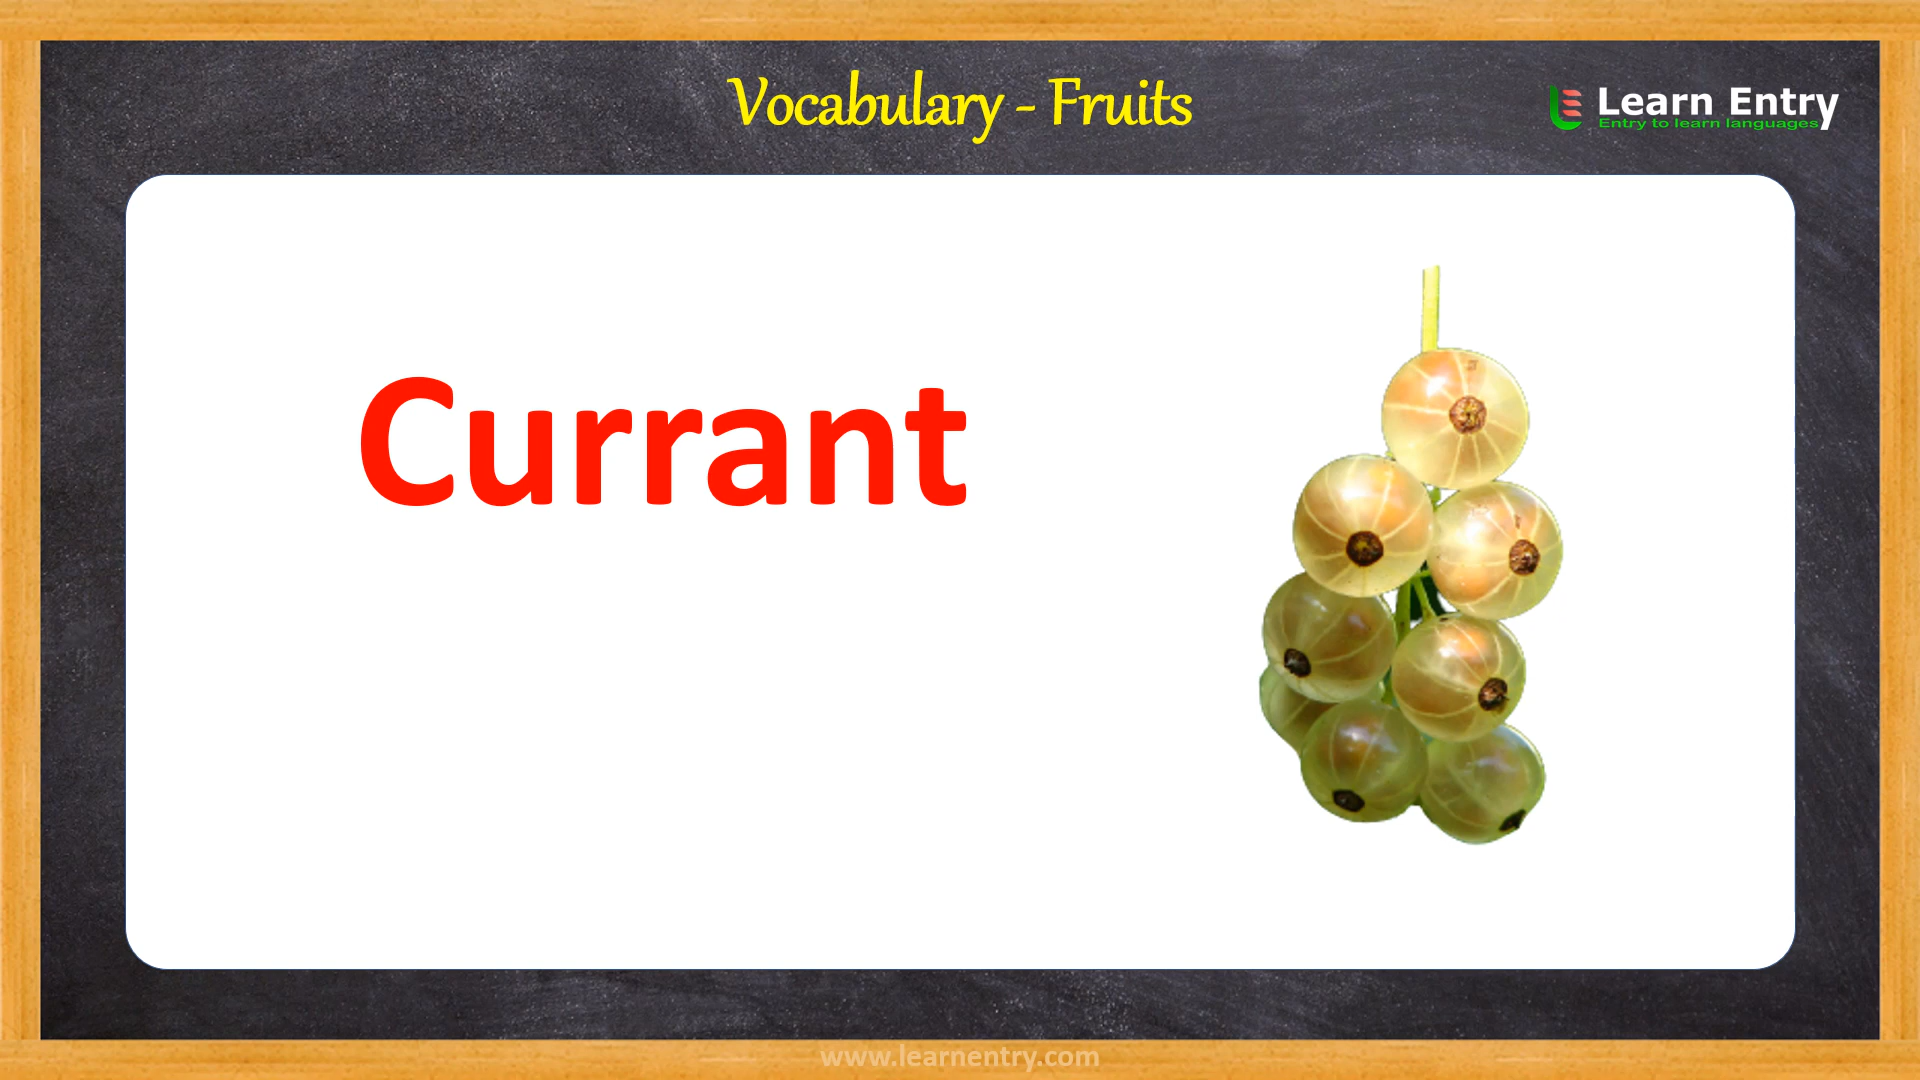 Vocabulary - Fruits
Learn Entry
Entry to learn languages
Currant
www.learnentry.com